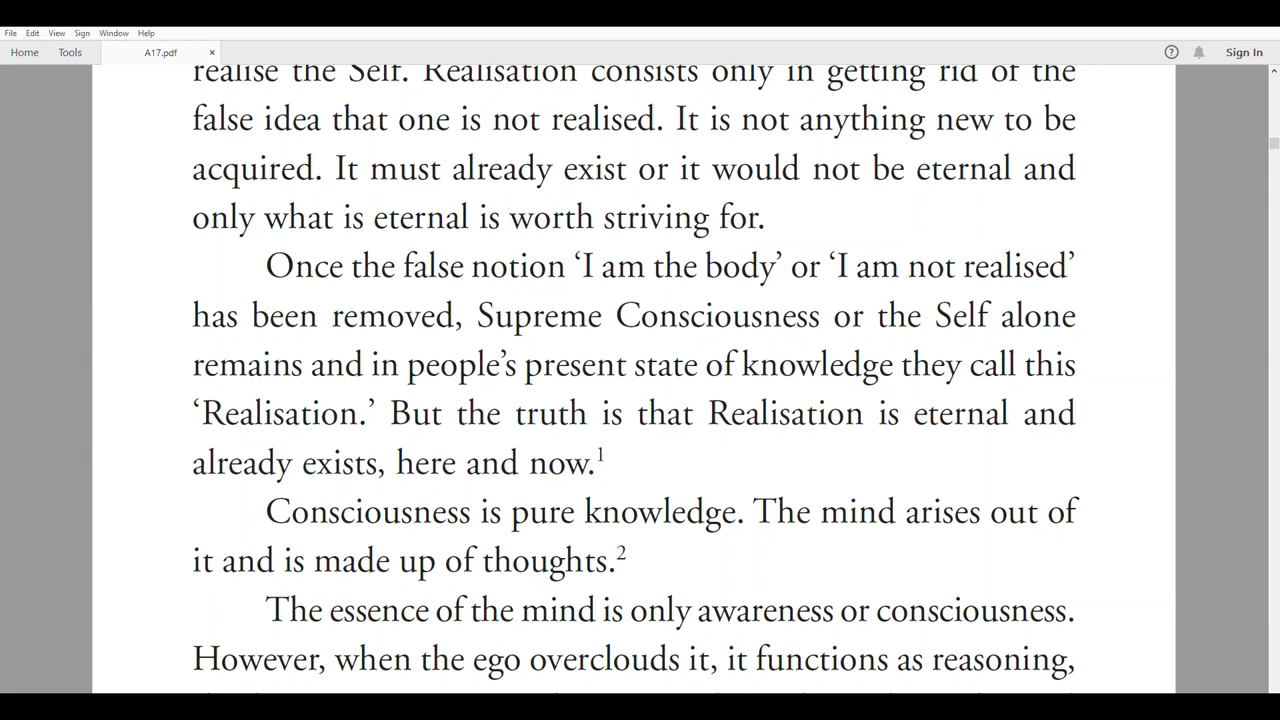 File Edit View Sign Window Help
Home Tools A17.pdf × ? Sign In
realise the Self. Realisation consists only in getting rid of the
false idea that one is not realised. It is not anything new to be
acquired. It must already exist or it would not be eternal and
only what is eternal is worth striving for.
Once the false notion ‘I am the body’ or ‘I am not realised’
has been removed, Supreme Consciousness or the Self alone
remains and in people’s present state of knowledge they call this
‘Realisation.’ But the truth is that Realisation is eternal and
already exists, here and now.1
Consciousness is pure knowledge. The mind arises out of
it and is made up of thoughts.2
The essence of the mind is only awareness or consciousness.
However, when the ego overclouds it, it functions as reasoning,